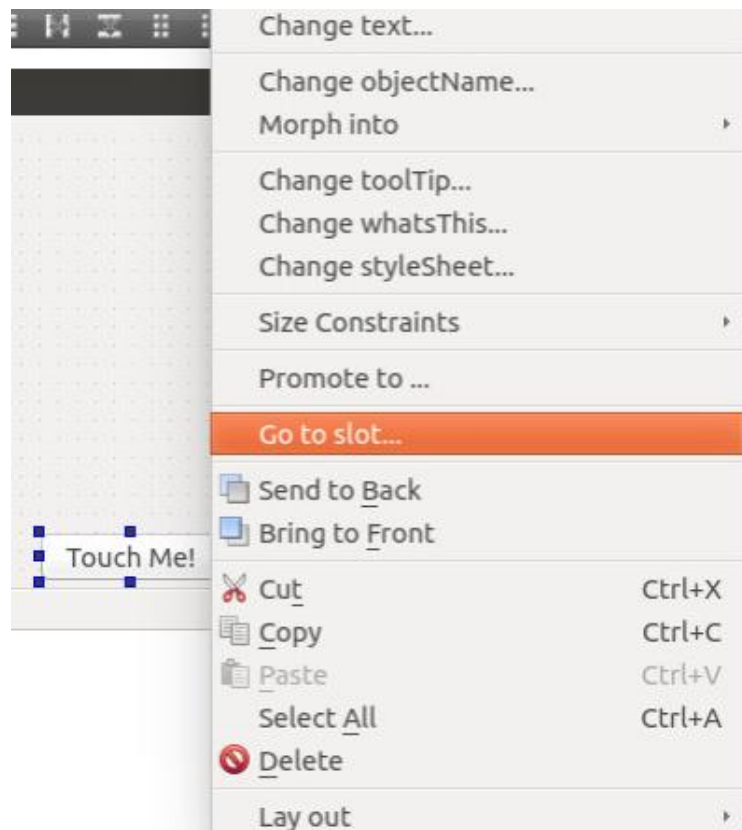 Change text...
Change objectName...
Morph into
Change toolTip...
Change whatsThis...
Change styleSheet...
Size Constraints
Promote to ...
Go to slot...
Send to Back
Bring to Front
Touch Me!
Cut Ctrl+X
Copy Ctrl+C
Paste Ctrl+V
Select All Ctrl+A
Delete
Lay out